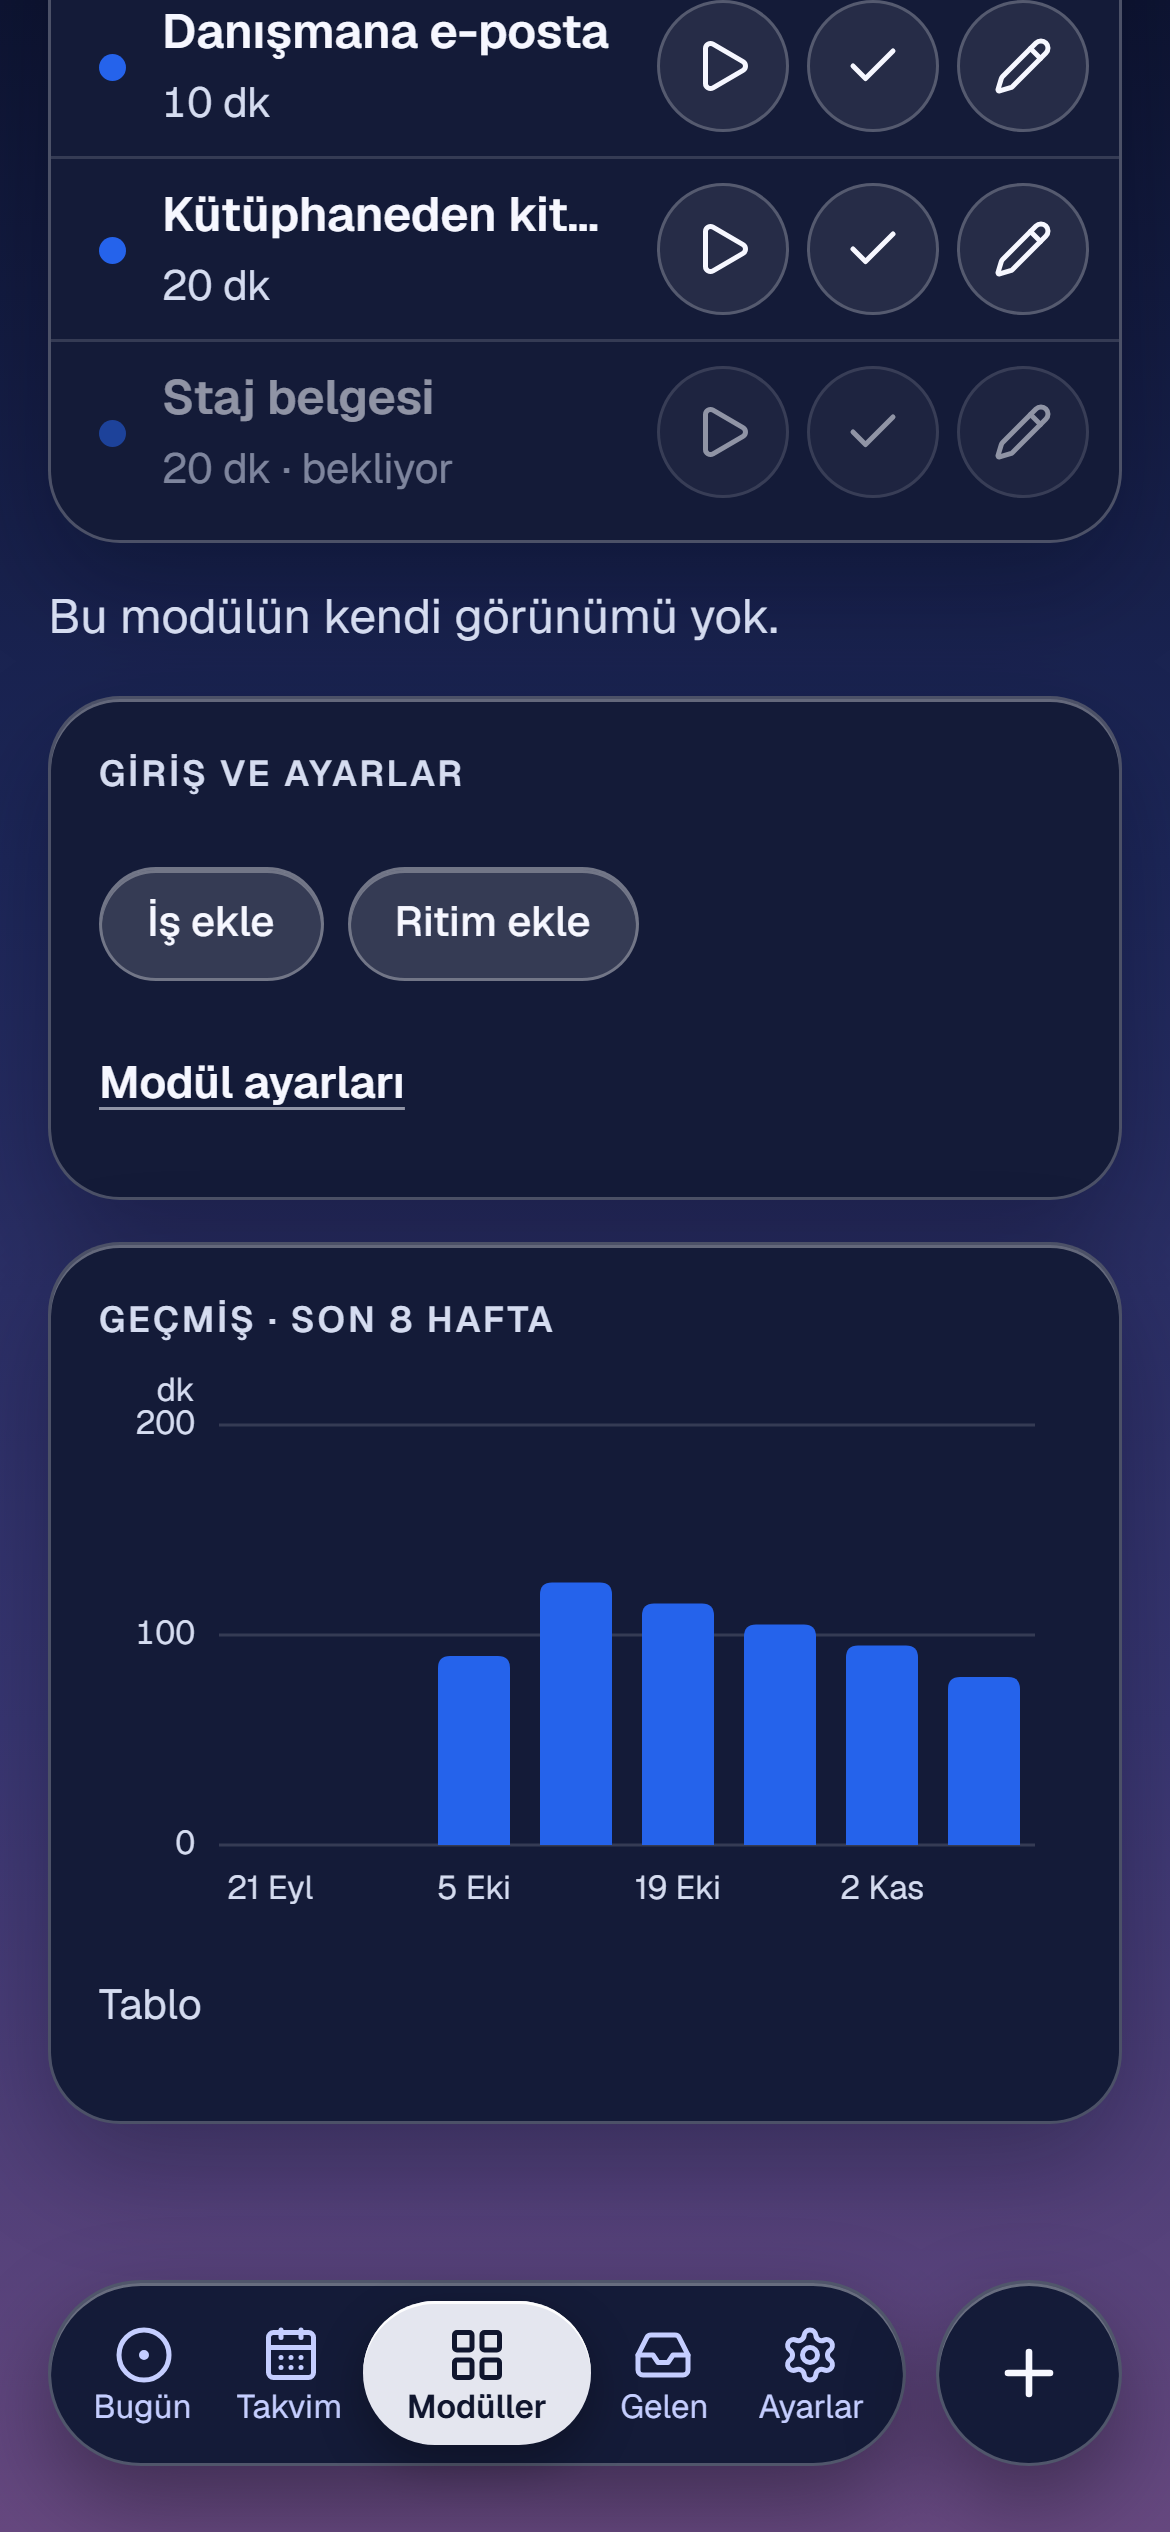 Danışmana e-posta
10 dk
Kütüphaneden kit...
20 dk
Staj belgesi
20 dk · bekliyor
Bu modülün kendi görünümü yok.
GİRİŞ VE AYARLAR
İş ekle
Ritim ekle
Modül ayarları
GEÇMİŞ · SON 8 HAFTA
dk
200
100
0
21 Eyl
5 Eki
19 Eki
2 Kas
Tablo
Bugün
Takvim
Modüller
Gelen
Ayarlar